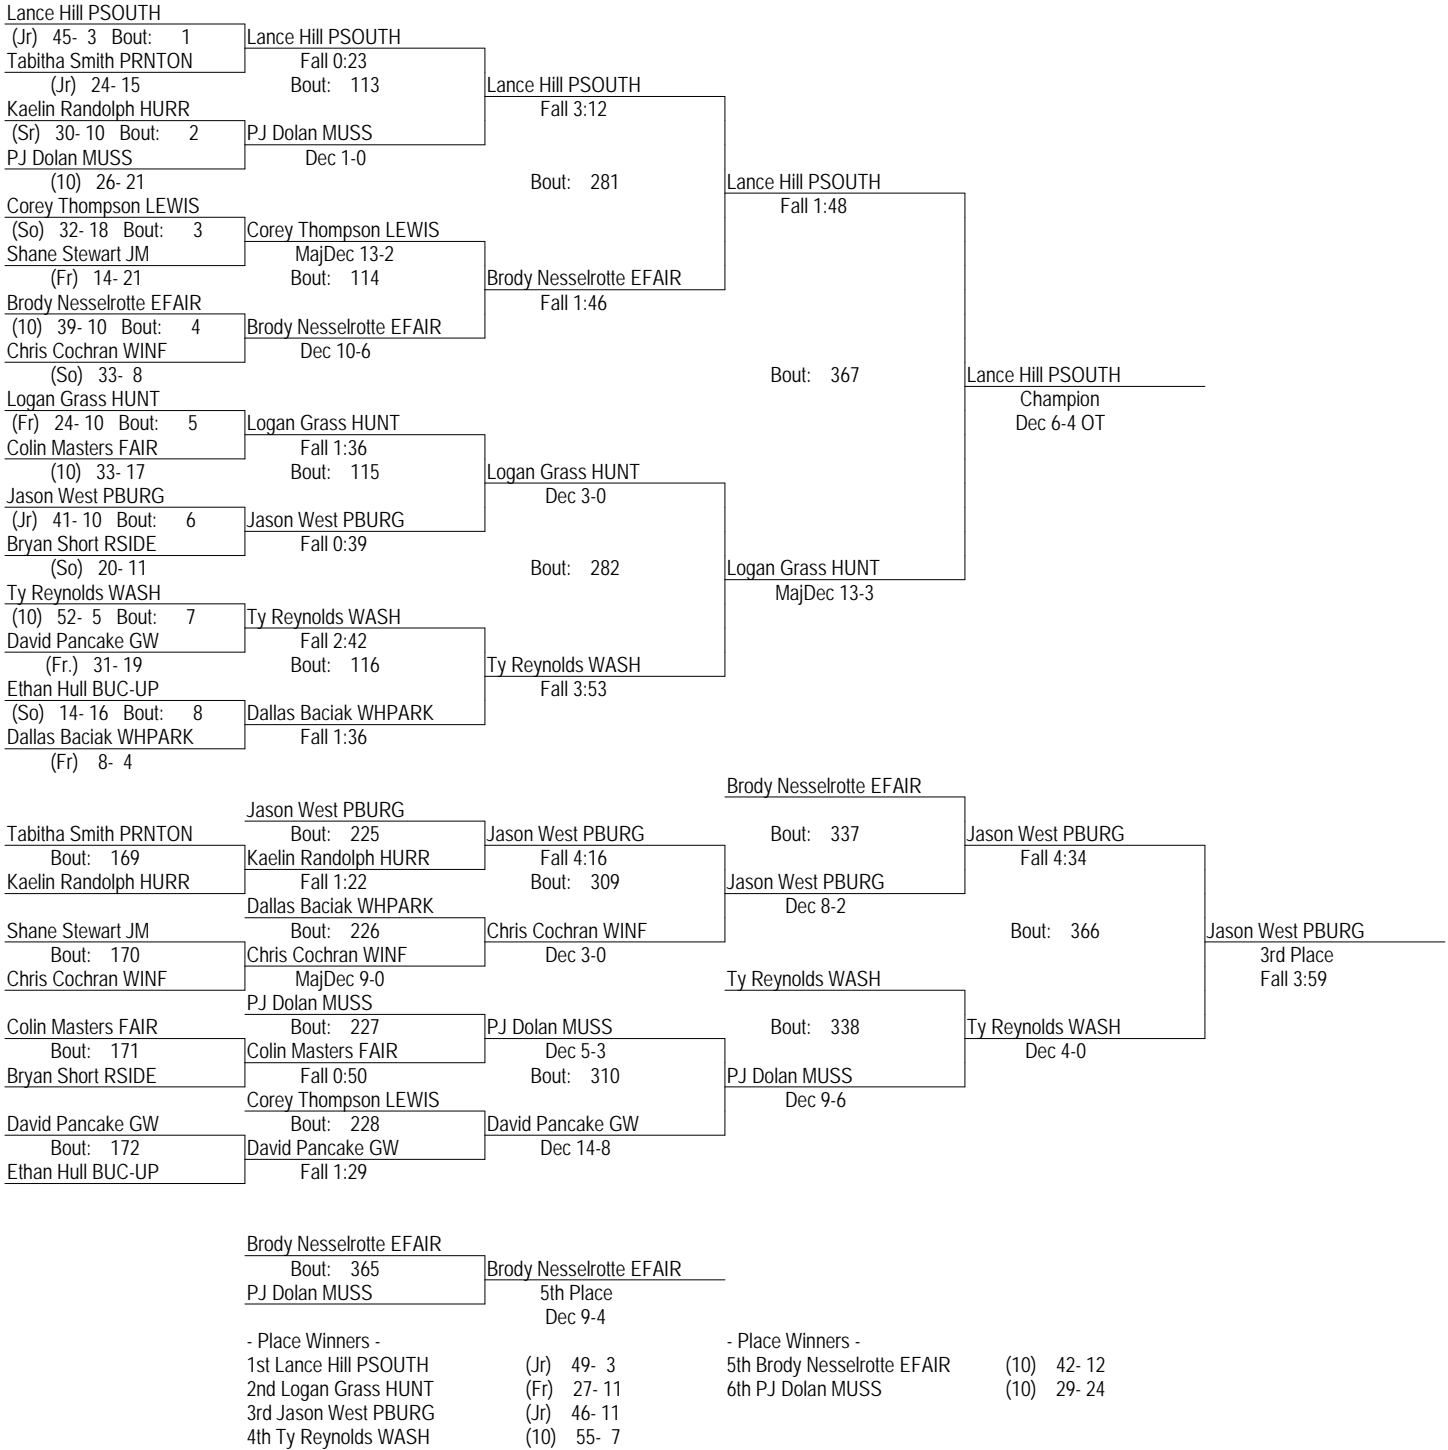 Lance Hill PSOUTH
(Jr) 45- 3 Bout: 1 Lance Hill PSOUTH
Tabitha Smith PRNTON Fall 0:23
(Jr) 24- 15 Bout: 113 Lance Hill PSOUTH
Kaelin Randolph HURR Fall 3:12
(Sr) 30- 10 Bout: 2 PJ Dolan MUSS
PJ Dolan MUSS Dec 1-0
(10) 26- 21 Bout: 281 Lance Hill PSOUTH
Corey Thompson LEWIS Fall 1:48
(So) 32- 18 Bout: 3 Corey Thompson LEWIS
Shane Stewart JM MajDec 13-2
(Fr) 14- 21 Bout: 114 Brody Nesselrotte EFAIR
Brody Nesselrotte EFAIR Fall 1:46
(10) 39- 10 Bout: 4 Brody Nesselrotte EFAIR
Chris Cochran WINF Dec 10-6
(So) 33- 8 Bout: 367 Lance Hill PSOUTH
Logan Grass HUNT Champion
(Fr) 24- 10 Bout: 5 Logan Grass HUNT Dec 6-4 OT
Colin Masters FAIR Fall 1:36
(10) 33- 17 Bout: 115 Logan Grass HUNT
Jason West PBURG Dec 3-0
(Jr) 41- 10 Bout: 6 Jason West PBURG
Bryan Short RSIDE Fall 0:39
(So) 20- 11 Bout: 282 Logan Grass HUNT
Ty Reynolds WASH MajDec 13-3
(10) 52- 5 Bout: 7 Ty Reynolds WASH
David Pancake GW Fall 2:42
(Fr.) 31- 19 Bout: 116 Ty Reynolds WASH
Ethan Hull BUC-UP Fall 3:53
(So) 14- 16 Bout: 8 Dallas Baciak WHPARK
Dallas Baciak WHPARK Fall 1:36
(Fr) 8- 4
Brody Nesselrotte EFAIR
Jason West PBURG
Tabitha Smith PRNTON Bout: 225 Jason West PBURG Bout: 337 Jason West PBURG
Bout: 169 Kaelin Randolph HURR Fall 4:16 Fall 4:34
Kaelin Randolph HURR Fall 1:22 Bout: 309 Jason West PBURG
Dallas Baciak WHPARK Dec 8-2
Shane Stewart JM Bout: 226 Chris Cochran WINF Bout: 366 Jason West PBURG
Bout: 170 Chris Cochran WINF Dec 3-0 3rd Place
Chris Cochran WINF MajDec 9-0 Ty Reynolds WASH Fall 3:59
PJ Dolan MUSS
Colin Masters FAIR Bout: 227 PJ Dolan MUSS Bout: 338 Ty Reynolds WASH
Bout: 171 Colin Masters FAIR Dec 5-3 Dec 4-0
Bryan Short RSIDE Fall 0:50 Bout: 310 PJ Dolan MUSS
Corey Thompson LEWIS Dec 9-6
David Pancake GW Bout: 228 David Pancake GW
Bout: 172 David Pancake GW Dec 14-8
Ethan Hull BUC-UP Fall 1:29
Brody Nesselrotte EFAIR
Bout: 365 Brody Nesselrotte EFAIR
PJ Dolan MUSS 5th Place
Dec 9-4
- Place Winners - - Place Winners -
1st Lance Hill PSOUTH (Jr) 49- 3 5th Brody Nesselrotte EFAIR (10) 42- 12
2nd Logan Grass HUNT (Fr) 27- 11 6th PJ Dolan MUSS (10) 29- 24
3rd Jason West PBURG (Jr) 46- 11
4th Ty Reynolds WASH (10) 55- 7